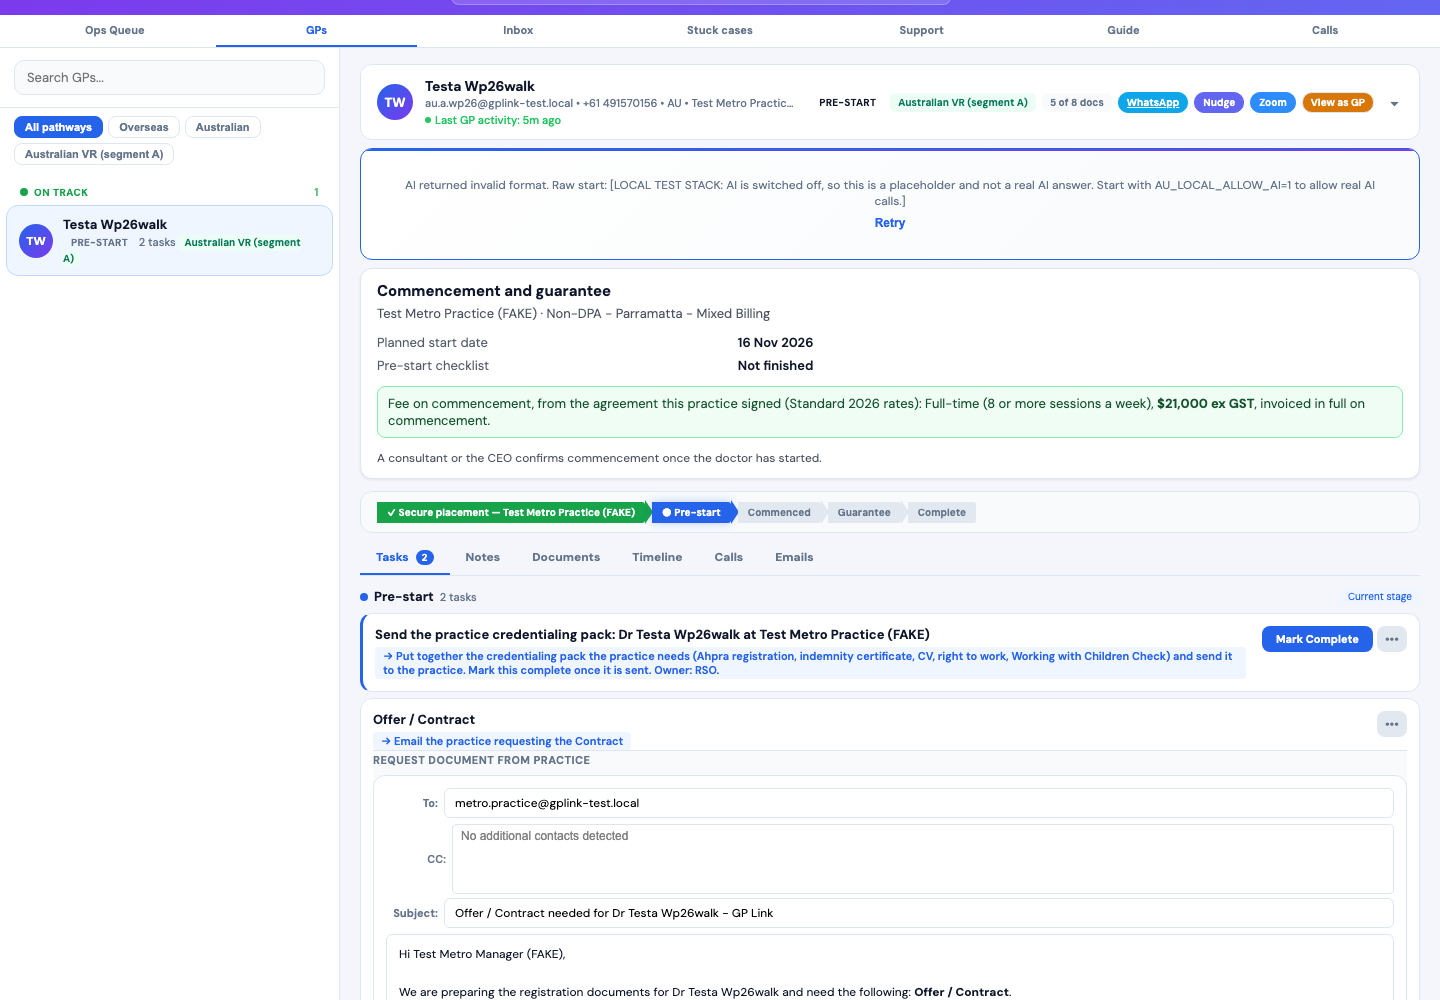 Ops Queue
GPs
Inbox
Stuck cases
Support
Guide
Calls
Search GPs...
All pathways
Overseas
Australian
Australian VR (segment A)
ON TRACK
1
TW
Testa Wp26walk
PRE-START 2 tasks Australian VR (segment
A)
TW
Testa Wp26walk
au.a.wp26@gplink-test.local • +61 491570156 • AU • Test Metro Practic...
Last GP activity: 5m ago
PRE-START
Australian VR (segment A)
5 of 8 docs
WhatsApp
Nudge
Zoom
View as GP
AI returned invalid format. Raw start: [LOCAL TEST STACK: AI is switched off, so this is a placeholder and not a real AI answer. Start with AU_LOCAL_ALLOW_AI=1 to allow real AI
calls.]
Retry
Commencement and guarantee
Test Metro Practice (FAKE) · Non-DPA - Parramatta - Mixed Billing
Planned start date 16 Nov 2026
Pre-start checklist Not finished
Fee on commencement, from the agreement this practice signed (Standard 2026 rates): Full-time (8 or more sessions a week), $21,000 ex GST, invoiced in full on
commencement.
A consultant or the CEO confirms commencement once the doctor has started.
✓ Secure placement — Test Metro Practice (FAKE)
Pre-start
Commenced
Guarantee
Complete
Tasks 2
Notes
Documents
Timeline
Calls
Emails
Pre-start 2 tasks
Current stage
Send the practice credentialing pack: Dr Testa Wp26walk at Test Metro Practice (FAKE)
→ Put together the credentialing pack the practice needs (Ahpra registration, indemnity certificate, CV, right to work, Working with Children Check) and send it
to the practice. Mark this complete once it is sent. Owner: RSO.
Mark Complete
•••
Offer / Contract
•••
→ Email the practice requesting the Contract
REQUEST DOCUMENT FROM PRACTICE
To: metro.practice@gplink-test.local
No additional contacts detected
CC:
Subject: Offer / Contract needed for Dr Testa Wp26walk - GP Link
Hi Test Metro Manager (FAKE),
We are preparing the registration documents for Dr Testa Wp26walk and need the following: Offer / Contract.